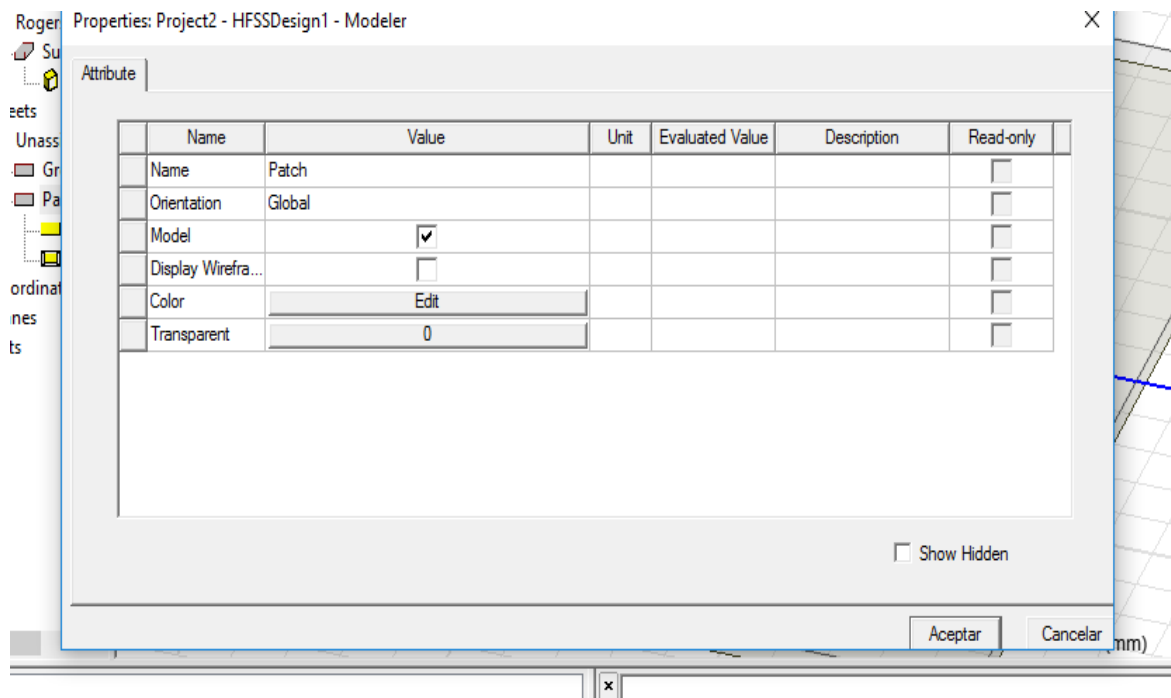 Roger
Properties: Project2 - HFSSDesign1 - Modeler
Su
Attribute
eets
Unass
Gr
Pa
ordinat
nes
ts
Name Value Unit Evaluated Value Description Read-only
Name Patch
Orientation Global
Model
Display Wirefra...
Color Edit
Transparent 0
Show Hidden
Aceptar Cancelar
mm)